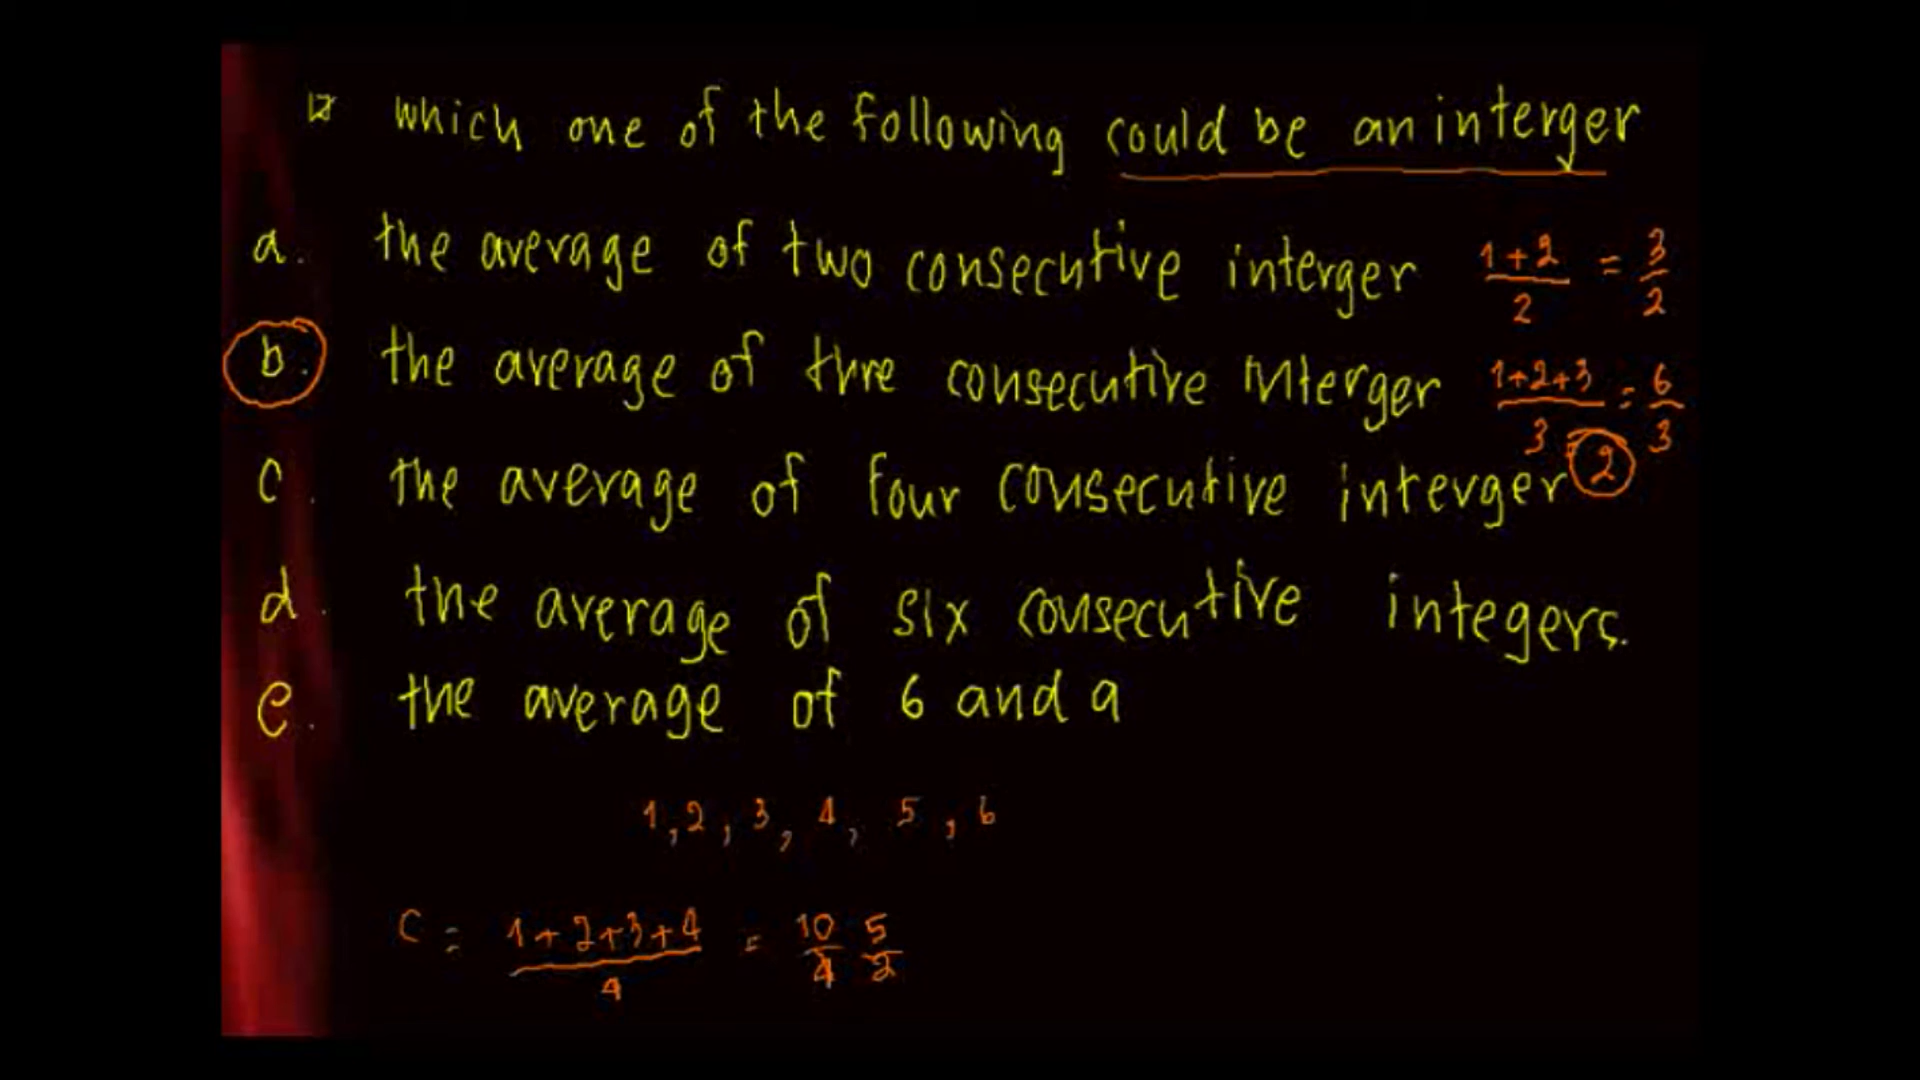 which one of the following could be an interger
a. the average of two consecutive interger 1+2/2 = 3/2
b. the average of thre consecutive interger 1+2+3/3 = 6/3
= 2
c. the average of four consecutive interger
d. the average of six consecutive integers.
e. the average of 6 and 9
1, 2, 3, 4, 5, 6
C = 1+2+3+4/4 = 10/4 5/2